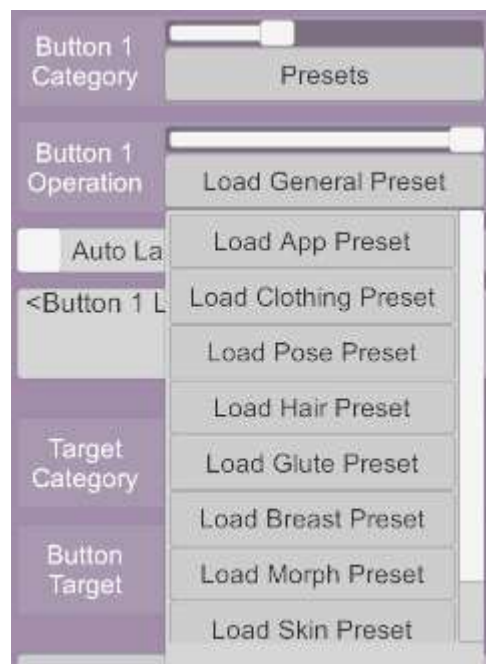 Button 1
Category
Presets
Button 1
Operation
Load General Preset
Auto La
Load App Preset
<Button 1 L
Load Clothing Preset
Load Pose Preset
Load Hair Preset
Target
Category
Load Glute Preset
Load Breast Preset
Button
Target
Load Morph Preset
Load Skin Preset